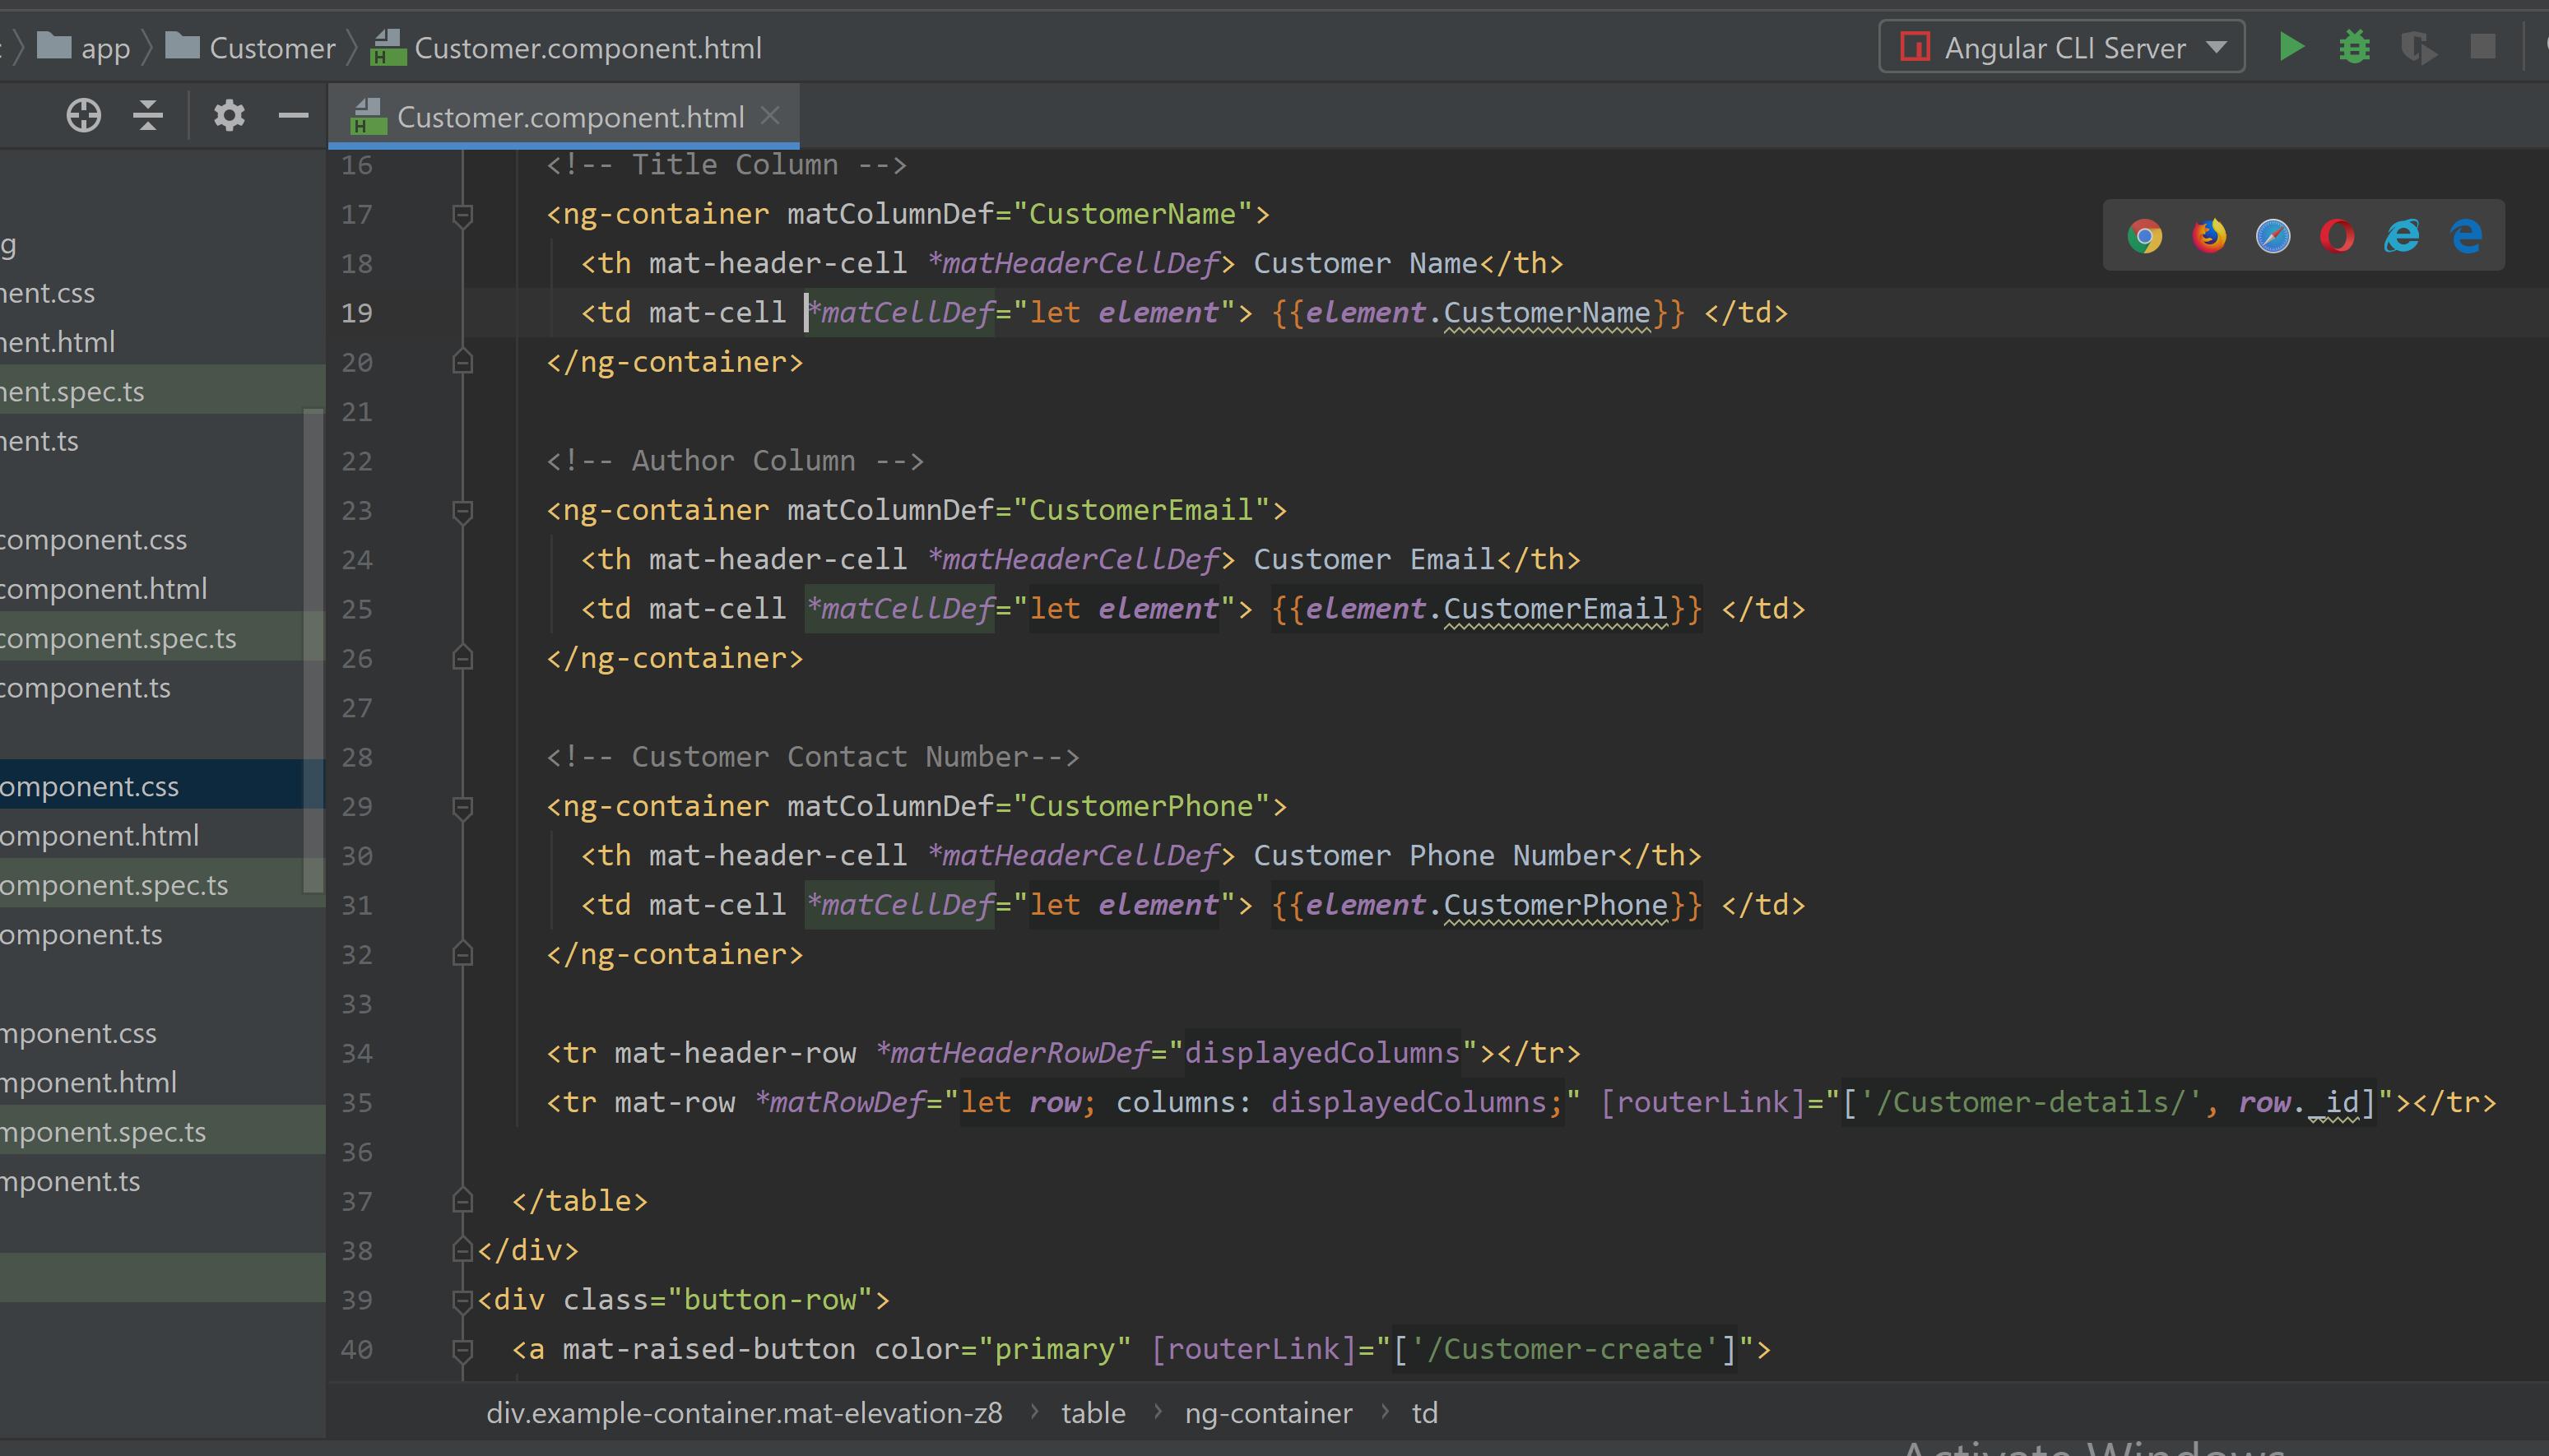 app Customer Customer.component.html Angular CLI Server
Customer.component.html
16 <!-- Title Column -->
17 <ng-container matColumnDef="CustomerName">
18 <th mat-header-cell *matHeaderCellDef> Customer Name</th>
19 <td mat-cell *matCellDef="let element"> {{element.CustomerName}} </td>
20 </ng-container>
21
22 <!-- Author Column -->
23 <ng-container matColumnDef="CustomerEmail">
24 <th mat-header-cell *matHeaderCellDef> Customer Email</th>
25 <td mat-cell *matCellDef="let element"> {{element.CustomerEmail}} </td>
26 </ng-container>
27
28 <!-- Customer Contact Number-->
29 <ng-container matColumnDef="CustomerPhone">
30 <th mat-header-cell *matHeaderCellDef> Customer Phone Number</th>
31 <td mat-cell *matCellDef="let element"> {{element.CustomerPhone}} </td>
32 </ng-container>
33
34 <tr mat-header-row *matHeaderRowDef="displayedColumns"></tr>
35 <tr mat-row *matRowDef="let row; columns: displayedColumns;" [routerLink]="['/Customer-details/', row._id]"></tr>
36
37 </table>
38 </div>
39 <div class="button-row">
40 <a mat-raised-button color="primary" [routerLink]="['/Customer-create']">
g
nent.css
nent.html
nent.spec.ts
nent.ts
component.css
component.html
component.spec.ts
component.ts
omponent.css
omponent.html
omponent.spec.ts
omponent.ts
mponent.css
mponent.html
mponent.spec.ts
mponent.ts
div.example-container.mat-elevation-z8 › table › ng-container › td
Activate Windows